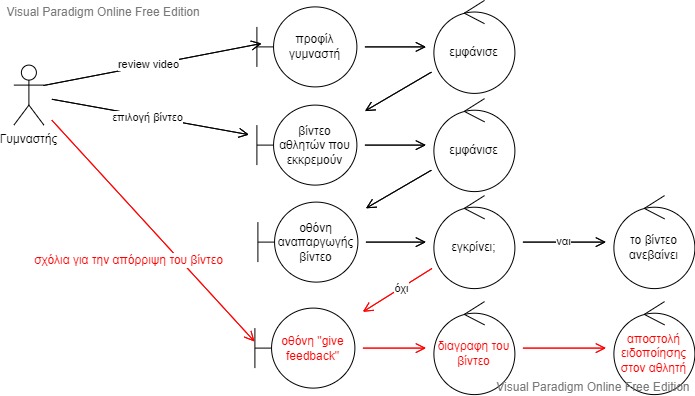 Visual Paradigm Online Free Edition
προφίλ
γυμναστή
εμφάνισε
review video
επιλογή βίντεο
Γυμναστής
βίντεο
αθλητών που
εκκρεμούν
εμφάνισε
οθόνη
αναπαργωγής
βίντεο
εγκρίνει;
ναι
το βίντεο
ανεβαίνει
σχόλια για την απόρριψη του βίντεο
όχι
οθόνη "give
feedback"
διαγραφη του
βίντεο
αποστολή
ειδοποίησης
στον αθλητή
Visual Paradigm Online Free Edition